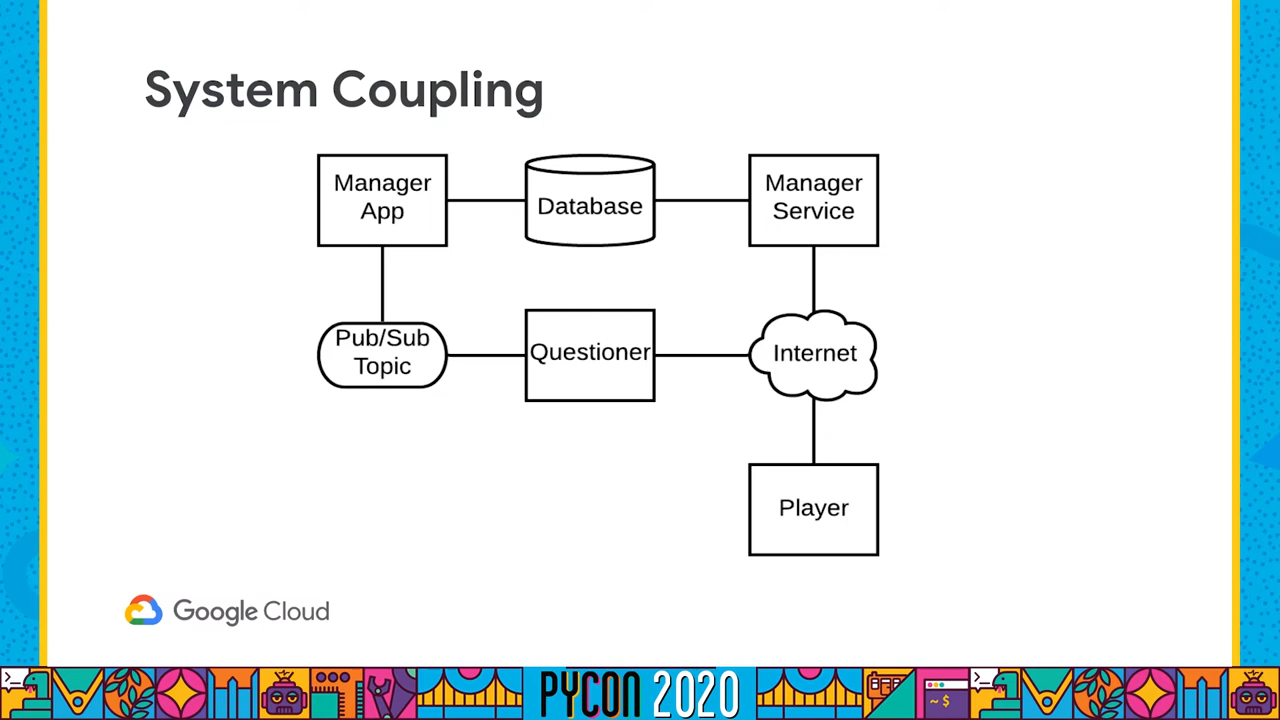 System Coupling
Manager
App
Database
Manager
Service
Pub/Sub
Topic
Questioner
Internet
Player
Google Cloud
>_
~$
>_
PYCON 2020
>_
~$
>_